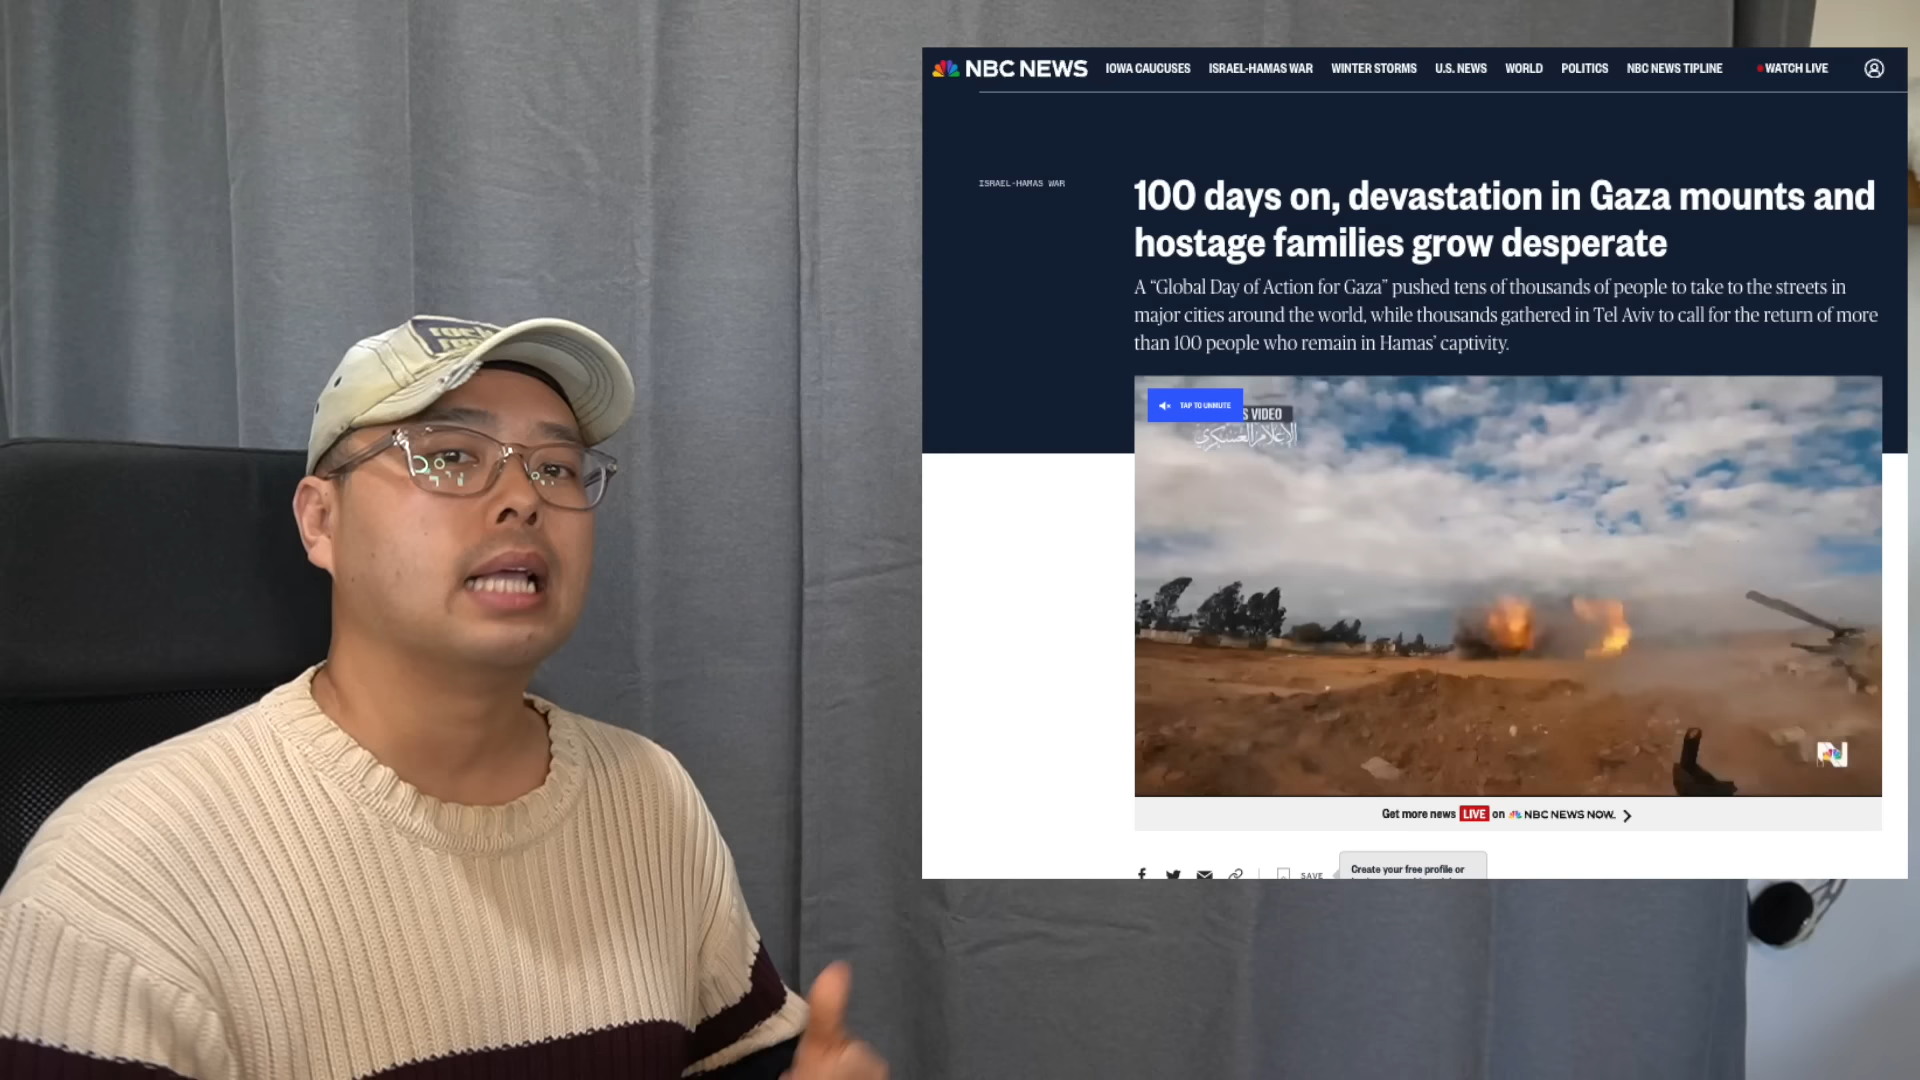 NBC NEWS IOWA CAUCUSES ISRAEL-HAMAS WAR WINTER STORMS U.S. NEWS WORLD POLITICS NBC NEWS TIPLINE WATCH LIVE
ISRAEL-HAMAS WAR
100 days on, devastation in Gaza mounts and
hostage families grow desperate
A “Global Day of Action for Gaza” pushed tens of thousands of people to take to the streets in
major cities around the world, while thousands gathered in Tel Aviv to call for the return of more
than 100 people who remain in Hamas’ captivity.
TAP TO UNMUTE
S VIDEO
الإعلام العسكري
Get more news LIVE on NBC NEWS NOW.
SAVE
Create your free profile or